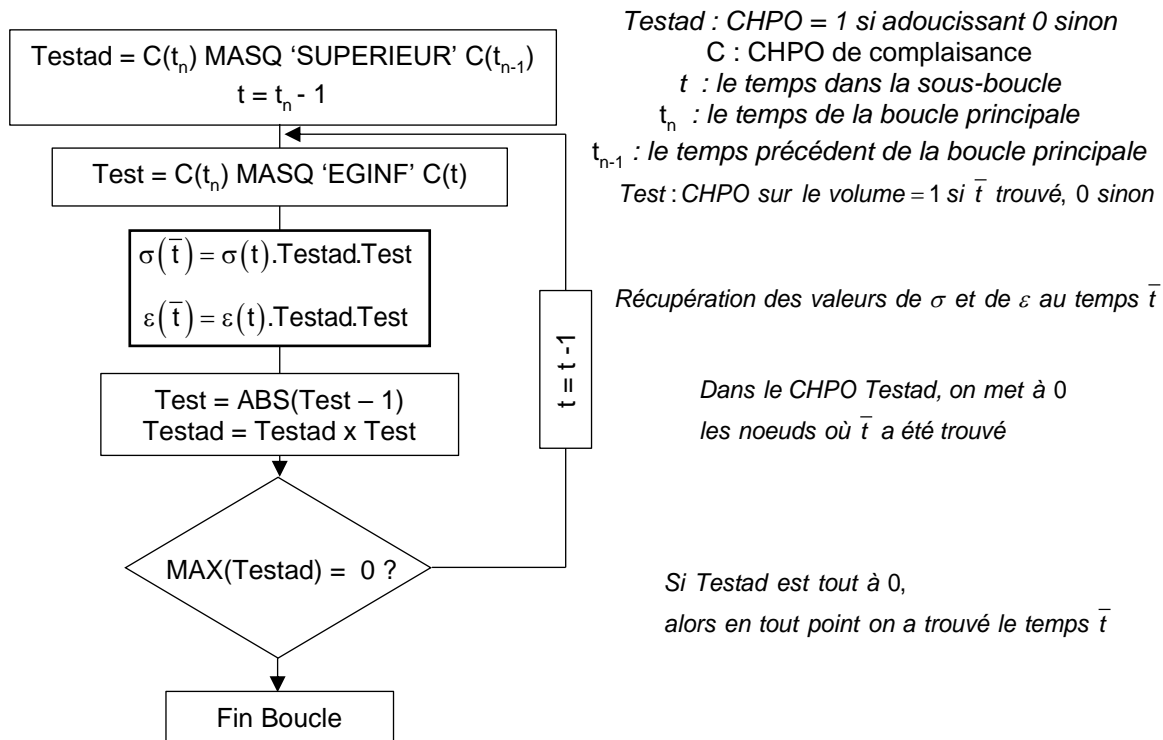 Testad = C(tₙ) MASQ ‘SUPERIEUR’ C(tₙ₋₁)
t = tₙ - 1
Test = C(tₙ) MASQ ‘EGINF’ C(t)
σ(t̅) = σ(t).Testad.Test
ε(t̅) = ε(t).Testad.Test
Test = ABS(Test – 1)
Testad = Testad x Test
MAX(Testad) = 0 ?
Fin Boucle
t = t -1
Testad : CHPO = 1 si adoucissant 0 sinon
C : CHPO de complaisance
t : le temps dans la sous-boucle
tₙ : le temps de la boucle principale
tₙ₋₁ : le temps précédent de la boucle principale
Test : CHPO sur le volume = 1 si t̅ trouvé, 0 sinon
Récupération des valeurs de σ et de ε au temps t̅
Dans le CHPO Testad, on met à 0
les noeuds où t̅ a été trouvé
Si Testad est tout à 0,
alors en tout point on a trouvé le temps t̅